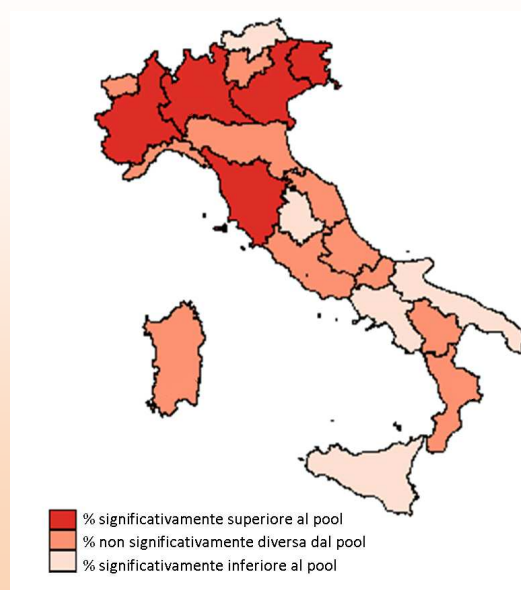 % significativamente superiore al pool
% non significativamente diversa dal pool
% significativamente inferiore al pool